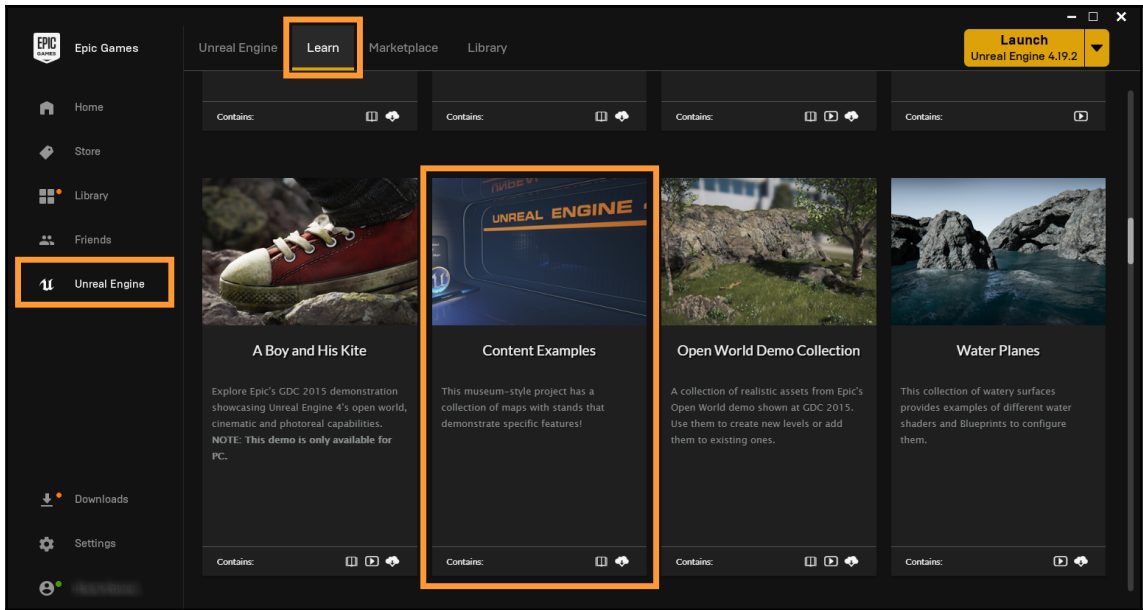 EPIC
GAMES
Epic Games
Unreal Engine
Learn
Marketplace
Library
Launch
Unreal Engine 4.19.2
Home
Store
Library
Friends
Unreal Engine
Downloads
Settings
Contains:
Contains:
Contains:
Contains:
UNREAL ENGINE
A Boy and His Kite
Explore Epic's GDC 2015 demonstration
showcasing Unreal Engine 4's open world,
cinematic and photoreal capabilities.
NOTE: This demo is only available for
PC.
Contains:
Content Examples
This museum-style project has a
collection of maps with stands that
demonstrate specific features!
Contains:
Open World Demo Collection
A collection of realistic assets from Epic's
Open World demo shown at GDC 2015.
Use them to create new levels or add
them to existing ones.
Contains:
Water Planes
This collection of watery surfaces
provides examples of different water
shaders and Blueprints to configure
them.
Contains: